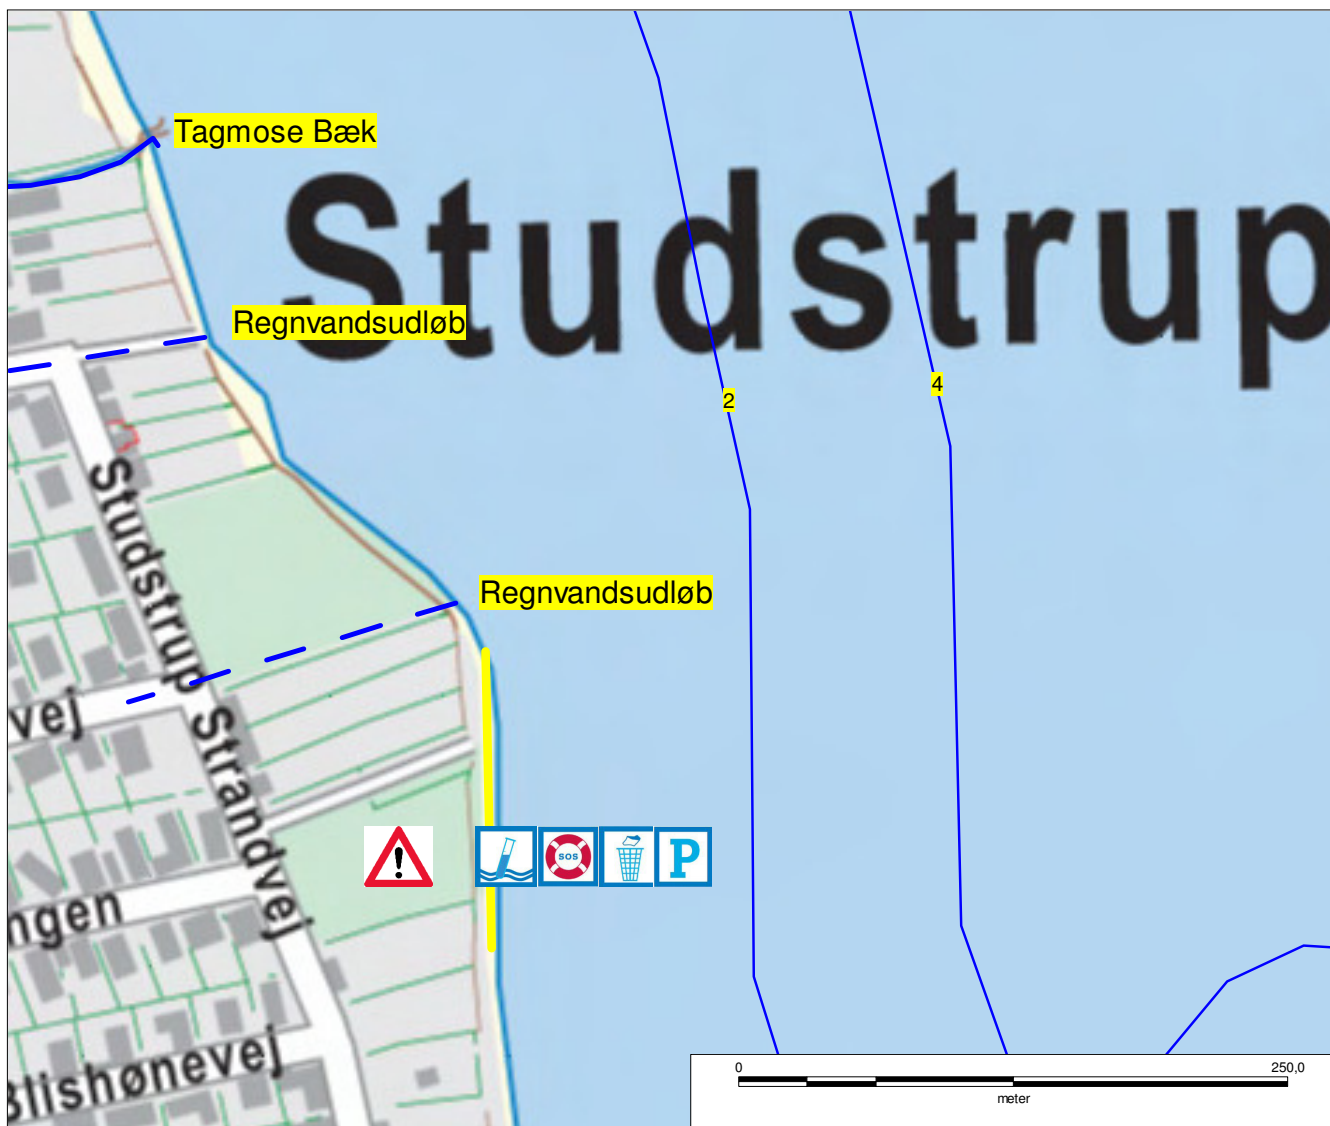 Tagmose Bæk
Studstrup
Regnvandsudløb
4
2
Studstrup Strandvej
Regnvandsudløb
vej
SOS
P
ngen
Blishønevej
0 250,0
meter